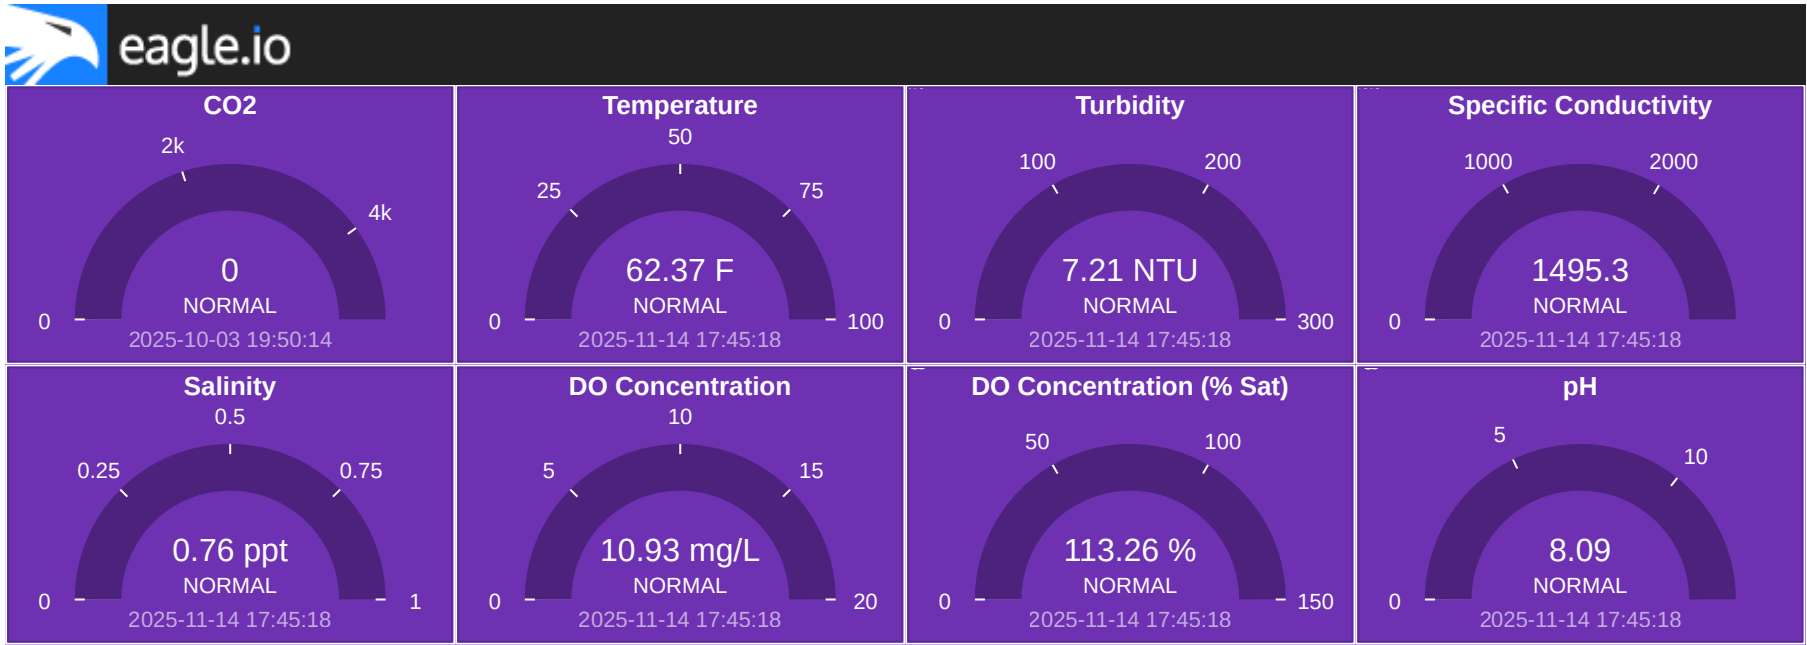 eagle.io
CO2
2k
4k
0
0
NORMAL
2025-10-03 19:50:14
Temperature
50
25
75
0
100
62.37 F
NORMAL
2025-11-14 17:45:18
Turbidity
100
200
0
300
7.21 NTU
NORMAL
2025-11-14 17:45:18
Specific Conductivity
1000
2000
0
1495.3
NORMAL
2025-11-14 17:45:18
Salinity
0.5
0.25
0.75
0
1
0.76 ppt
NORMAL
2025-11-14 17:45:18
DO Concentration
10
5
15
0
20
10.93 mg/L
NORMAL
2025-11-14 17:45:18
DO Concentration (% Sat)
50
100
0
150
113.26 %
NORMAL
2025-11-14 17:45:18
pH
5
10
0
8.09
NORMAL
2025-11-14 17:45:18